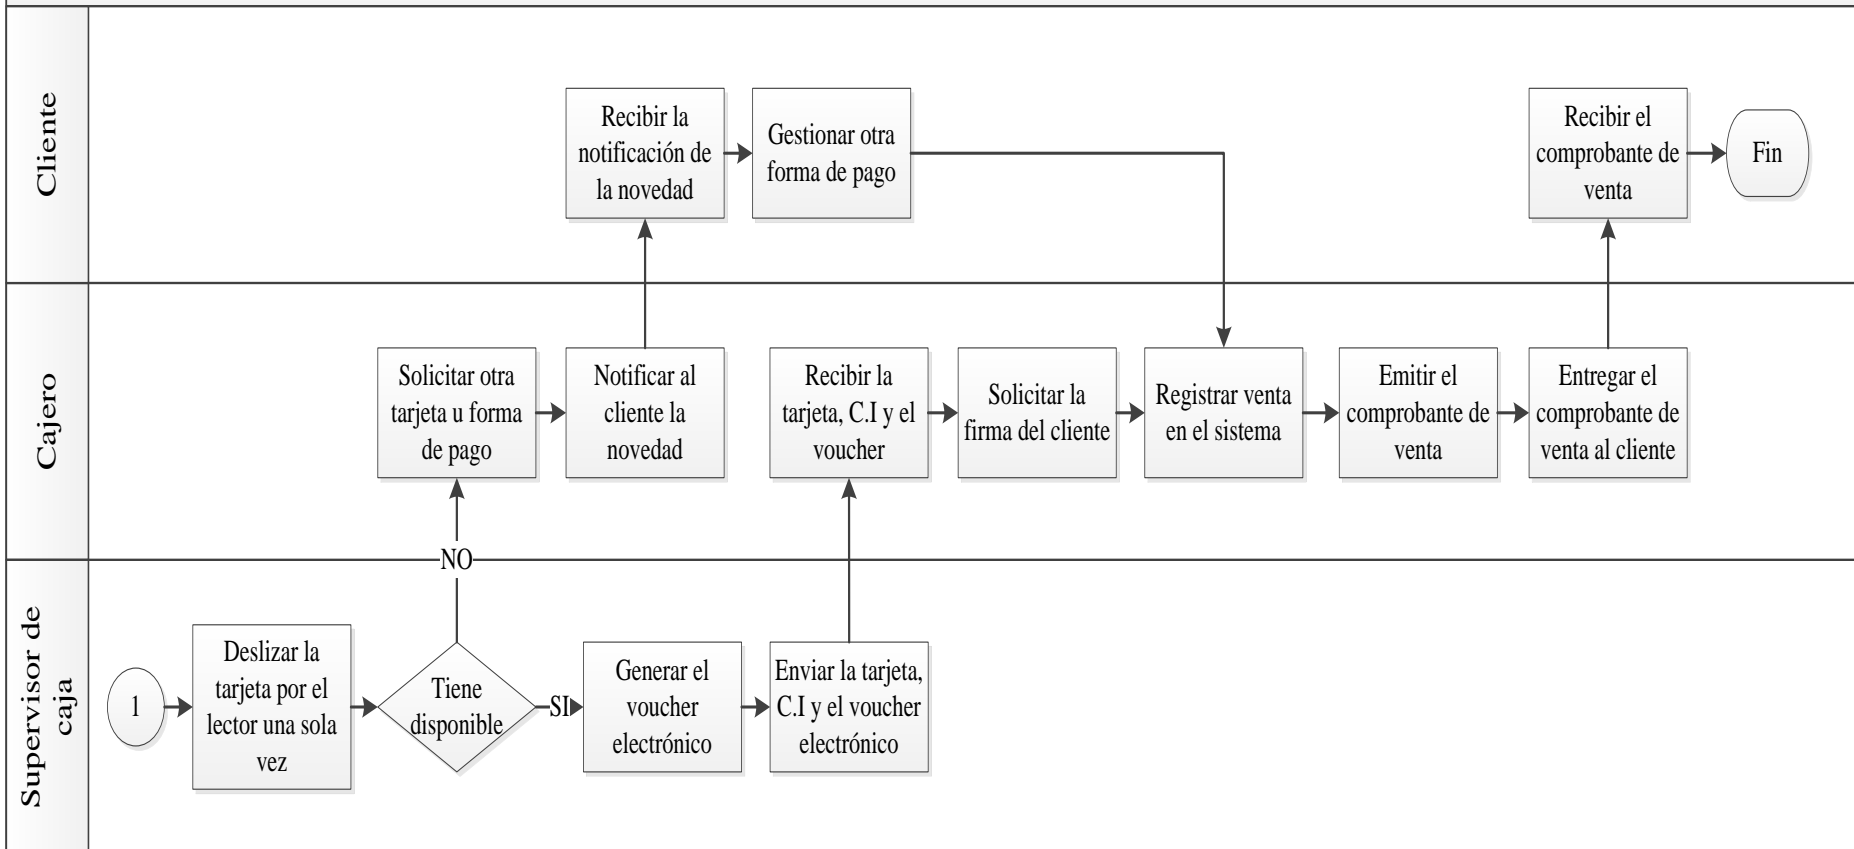 Cliente
Recibir la
notificación de
la novedad
Gestionar otra
forma de pago
Recibir el
comprobante de
venta
Fin
Cajero
Solicitar otra
tarjeta u forma
de pago
Notificar al
cliente la
novedad
Recibir la
tarjeta, C.I y el
voucher
Solicitar la
firma del cliente
Registrar venta
en el sistema
Emitir el
comprobante de
venta
Entregar el
comprobante de
venta al cliente
NO
Supervisor de
caja
1
Deslizar la
tarjeta por el
lector una sola
vez
Tiene
disponible
SI
Generar el
voucher
electrónico
Enviar la tarjeta,
C.I y el voucher
electrónico